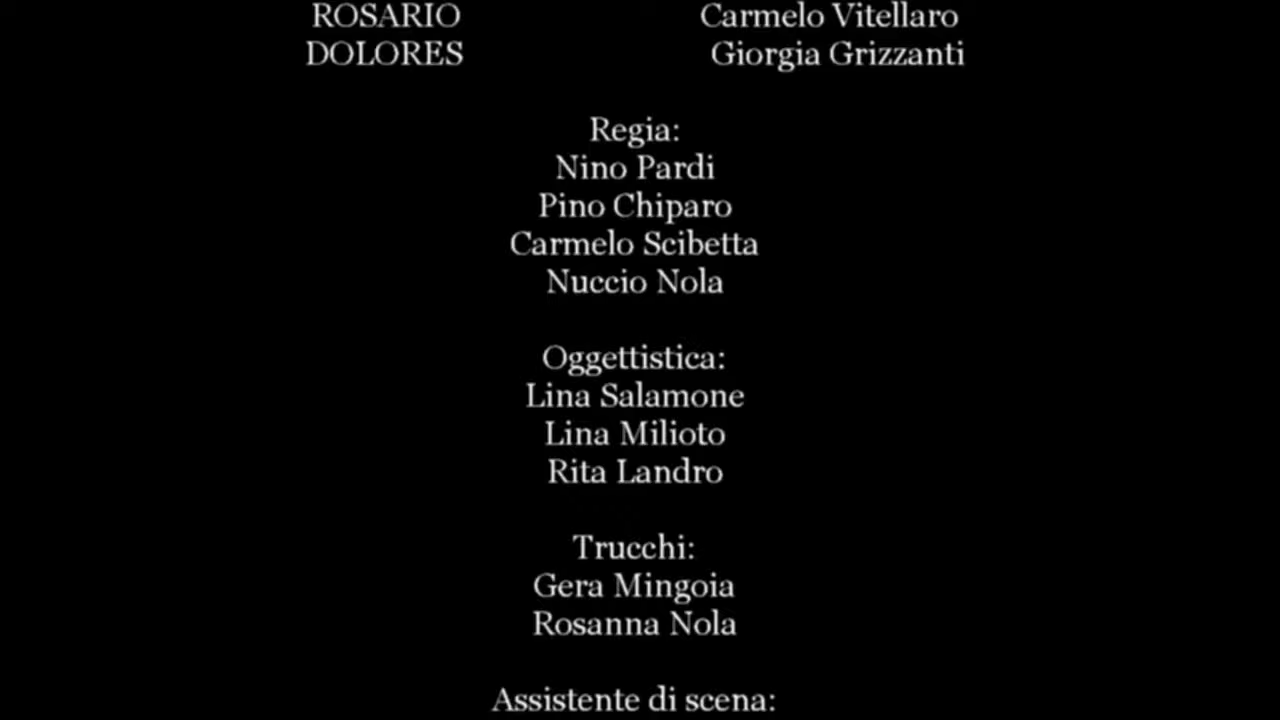 ROSARIO Carmelo Vitellaro
DOLORES Giorgia Grizzanti
Regia:
Nino Pardi
Pino Chiparo
Carmelo Scibetta
Nuccio Nola
Oggettistica:
Lina Salamone
Lina Milioto
Rita Landro
Trucchi:
Gera Mingoia
Rosanna Nola
Assistente di scena: